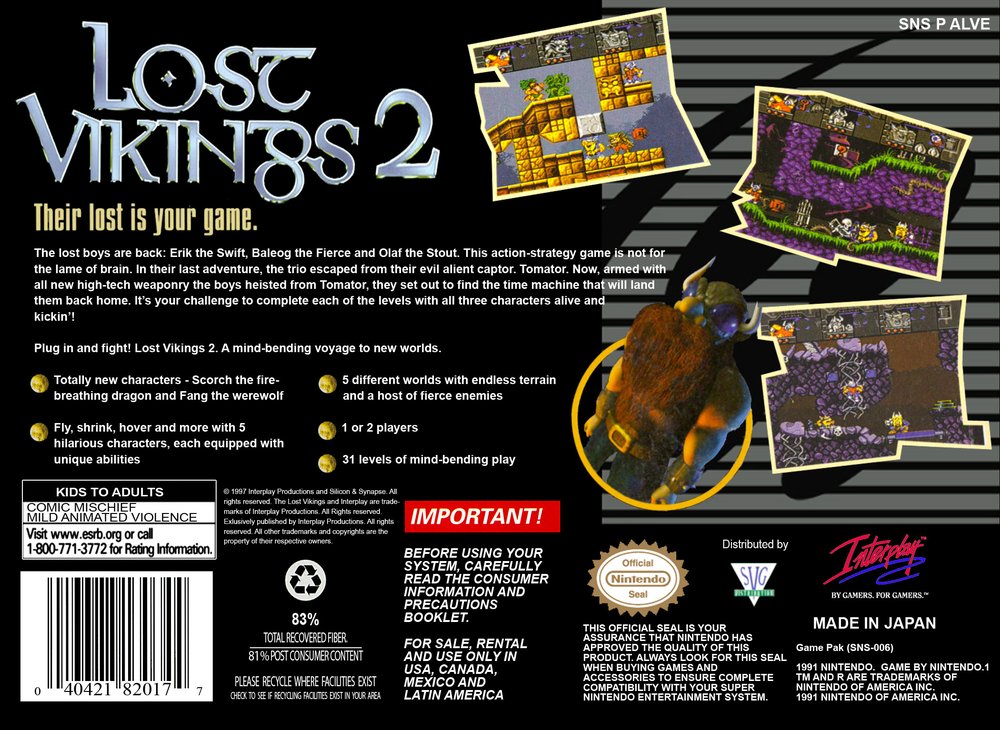 SNS P ALVE
LOST
VIKINGS 2
Their lost is your game.
The lost boys are back: Erik the Swift, Baleog the Fierce and Olaf the Stout. This action-strategy game is not for
the lame of brain. In their last adventure, the trio escaped from their evil alient captor. Tomator. Now, armed with
all new high-tech weaponry the boys heisted from Tomator, they set out to find the time machine that will land
them back home. It's your challenge to complete each of the levels with all three characters alive and
kickin'!
Plug in and fight! Lost Vikings 2. A mind-bending voyage to new worlds.
Totally new characters - Scorch the fire-
breathing dragon and Fang the werewolf
Fly, shrink, hover and more with 5
hilarious characters, each equipped with
unique abilities
5 different worlds with endless terrain
and a host of fierce enemies
1 or 2 players
31 levels of mind-bending play
KIDS TO ADULTS
COMIC MISCHIEF
MILD ANIMATED VIOLENCE
Visit www.esrb.org or call
1-800-771-3772 for Rating Information.
© 1997 Interplay Productions and Silicon & Synapse. All
rights reserved. The Lost Vikings and Interplay are trade-
marks of Interplay Productions. All Rights reserved.
Exlusively published by Interplay Productions. All rights
reserved. All other trademarks and copyrights are the
property of their respective owners.
83%
TOTAL RECOVERED FIBER.
81% POST CONSUMER CONTENT
PLEASE RECYCLE WHERE FACILITIES EXIST
CHECK TO SEE IF RECYCLING FACILITIES EXIST IN YOUR AREA
0 40421 82017 7
IMPORTANT!
BEFORE USING YOUR
SYSTEM, CAREFULLY
READ THE CONSUMER
INFORMATION AND
PRECAUTIONS
BOOKLET.
FOR SALE, RENTAL
AND USE ONLY IN
USA, CANADA,
MEXICO AND
LATIN AMERICA
Official
Nintendo
Seal
THIS OFFICIAL SEAL IS YOUR
ASSURANCE THAT NINTENDO HAS
APPROVED THE QUALITY OF THIS
PRODUCT. ALWAYS LOOK FOR THIS SEAL
WHEN BUYING GAMES AND
ACCESSORIES TO ENSURE COMPLETE
COMPATIBILITY WITH YOUR SUPER
NINTENDO ENTERTAINMENT SYSTEM.
Distributed by
SVG
DISTRIBUTION
Interplay™
BY GAMERS. FOR GAMERS.™
MADE IN JAPAN
Game Pak (SNS-006)
1991 NINTENDO. GAME BY NINTENDO.1
TM AND R ARE TRADEMARKS OF
NINTENDO OF AMERICA INC.
1991 NINTENDO OF AMERICA INC.